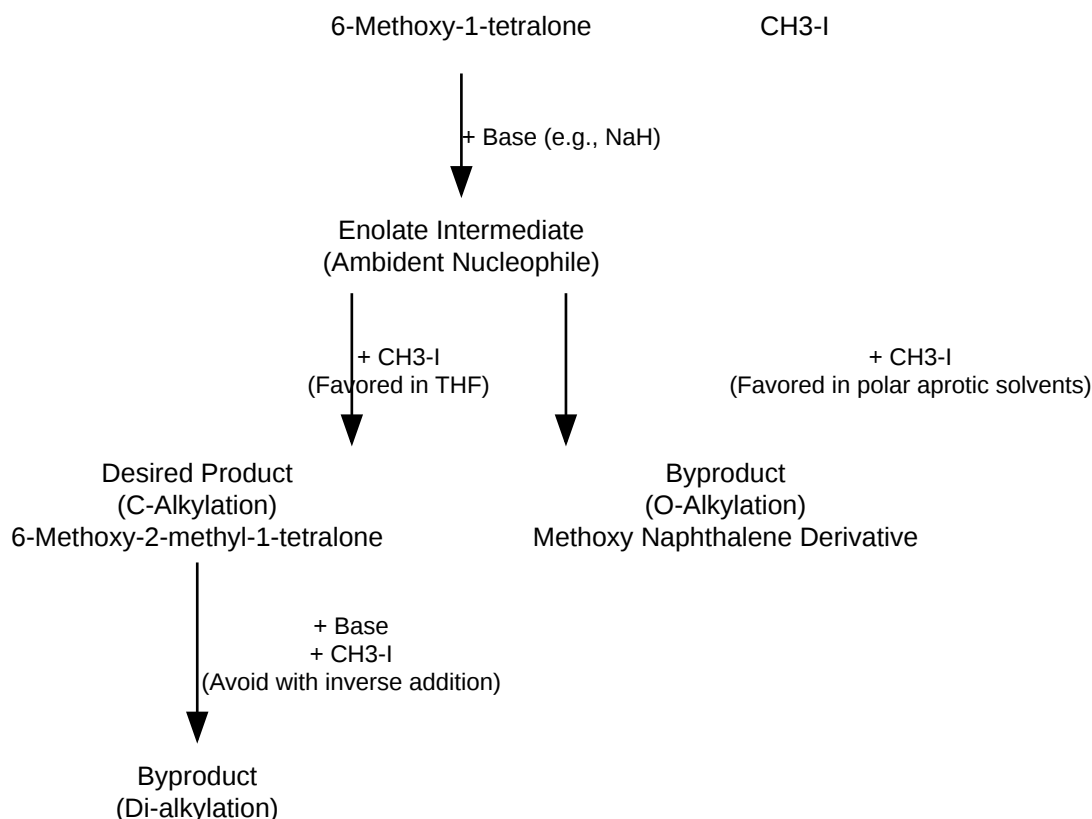 6-Methoxy-1-tetralone
CH3-I
+ Base (e.g., NaH)
Enolate Intermediate
(Ambident Nucleophile)
+ CH3-I
(Favored in THF)
+ CH3-I
(Favored in polar aprotic solvents)
Desired Product
(C-Alkylation)
6-Methoxy-2-methyl-1-tetralone
Byproduct
(O-Alkylation)
Methoxy Naphthalene Derivative
+ Base
+ CH3-I
(Avoid with inverse addition)
Byproduct
(Di-alkylation)